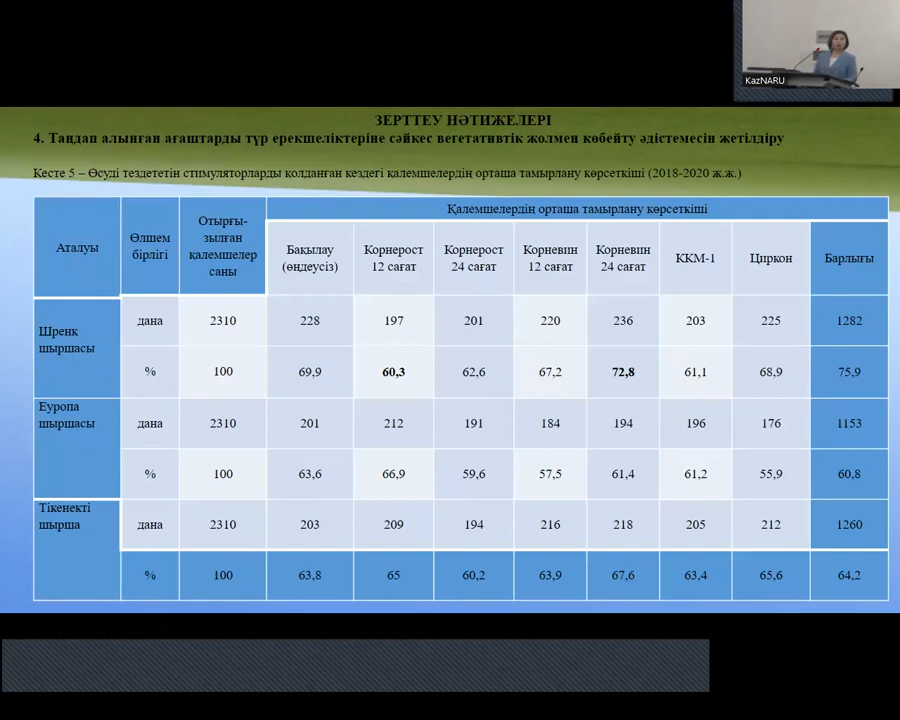 KazNARU
ЗЕРТТЕУ НӘТИЖЕЛЕРІ
4. Таңдап алынған ағаштарды түр ерекшеліктеріне сәйкес вегетативтік жолмен көбейту әдістемесін жетілдіру
Кесте 5 – Өсуді тездететін стимуляторларды қолданған кездегі қалемшелердің орташа тамырлану көрсеткіші (2018-2020 ж.ж.)
Аталуы
Өлшем
бірлігі
Отырғы-
зылған
қалемшелер
саны
Қалемшелердің орташа тамырлану көрсеткіші
Бақылау
(өңдеусіз)
Корнерост
12 сағат
Корнерост
24 сағат
Корневин
12 сағат
Корневин
24 сағат
ККМ-1
Циркон
Барлығы
Шренк
шыршасы
дана 2310 228 197 201 220 236 203 225 1282
% 100 69,9 60,3 62,6 67,2 72,8 61,1 68,9 75,9
Еуропа
шыршасы
дана 2310 201 212 191 184 194 196 176 1153
% 100 63,6 66,9 59,6 57,5 61,4 61,2 55,9 60,8
Тікенекті
шырша
дана 2310 203 209 194 216 218 205 212 1260
% 100 63,8 65 60,2 63,9 67,6 63,4 65,6 64,2